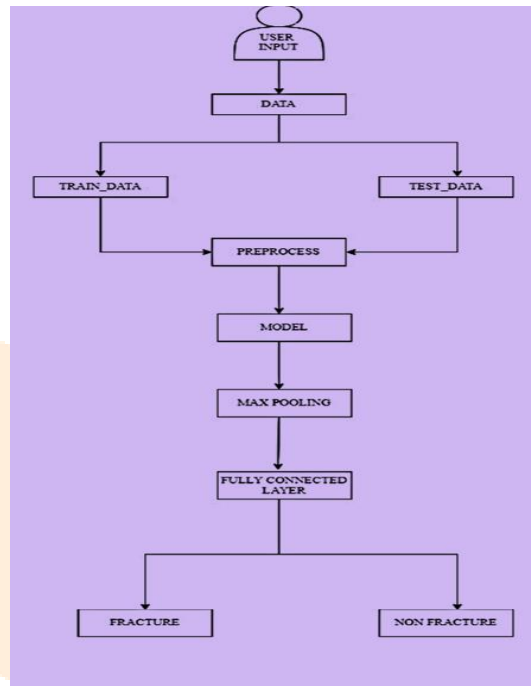 USER
INPUT
DATA
TRAIN_DATA
TEST_DATA
PREPROCESS
MODEL
MAX POOLING
FULLY CONNECTED
LAYER
FRACTURE
NON FRACTURE